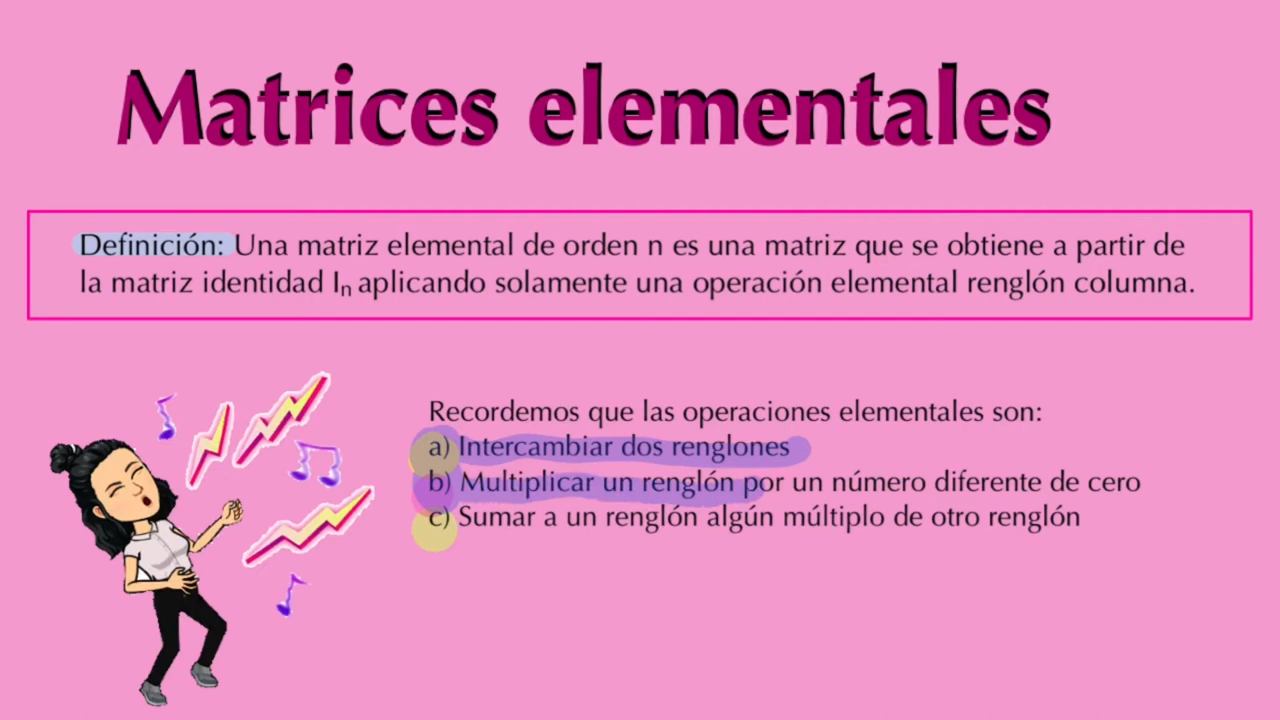 Matrices elementales
Definición: Una matriz elemental de orden n es una matriz que se obtiene a partir de
la matriz identidad Iₙ aplicando solamente una operación elemental renglón columna.
Recordemos que las operaciones elementales son:
a) Intercambiar dos renglones
b) Multiplicar un renglón por un número diferente de cero
c) Sumar a un renglón algún múltiplo de otro renglón